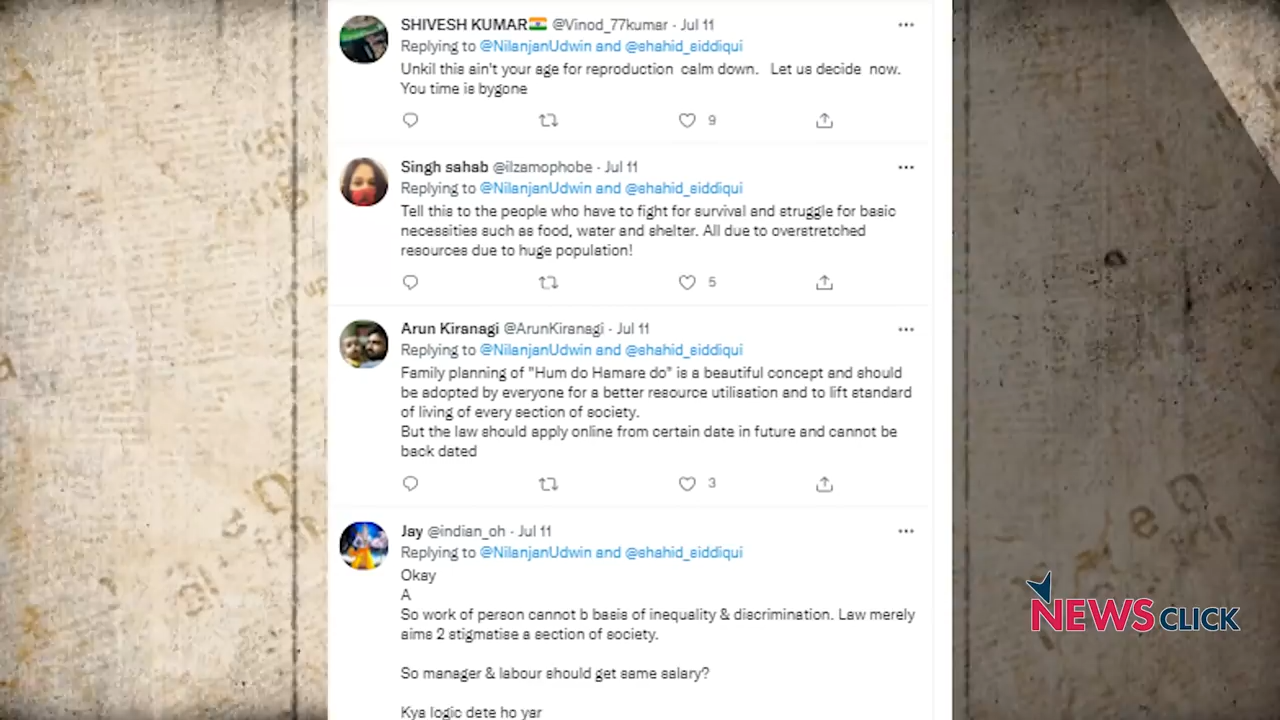 SHIVESH KUMAR🇮🇳 @Vinod_77kumar · Jul 11
Replying to @NilanjanUdwin and @shahid_siddiqui
Unkil this ain't your age for reproduction calm down. Let us decide now.
You time is bygone
9
Singh sahab @ilzamophobe · Jul 11
Replying to @NilanjanUdwin and @shahid_siddiqui
Tell this to the people who have to fight for survival and struggle for basic
necessities such as food, water and shelter. All due to overstretched
resources due to huge population!
5
Arun Kiranagi @ArunKiranagi · Jul 11
Replying to @NilanjanUdwin and @shahid_siddiqui
Family planning of "Hum do Hamare do" is a beautiful concept and should
be adopted by everyone for a better resource utilisation and to lift standard
of living of every section of society.
But the law should apply online from certain date in future and cannot be
back dated
3
Jay @indian_oh · Jul 11
Replying to @NilanjanUdwin and @shahid_siddiqui
Okay
A
So work of person cannot b basis of inequality & discrimination. Law merely
aims 2 stigmatise a section of society.
So manager & labour should get same salary?
Kya logic dete ho yar
NEWSCLICK